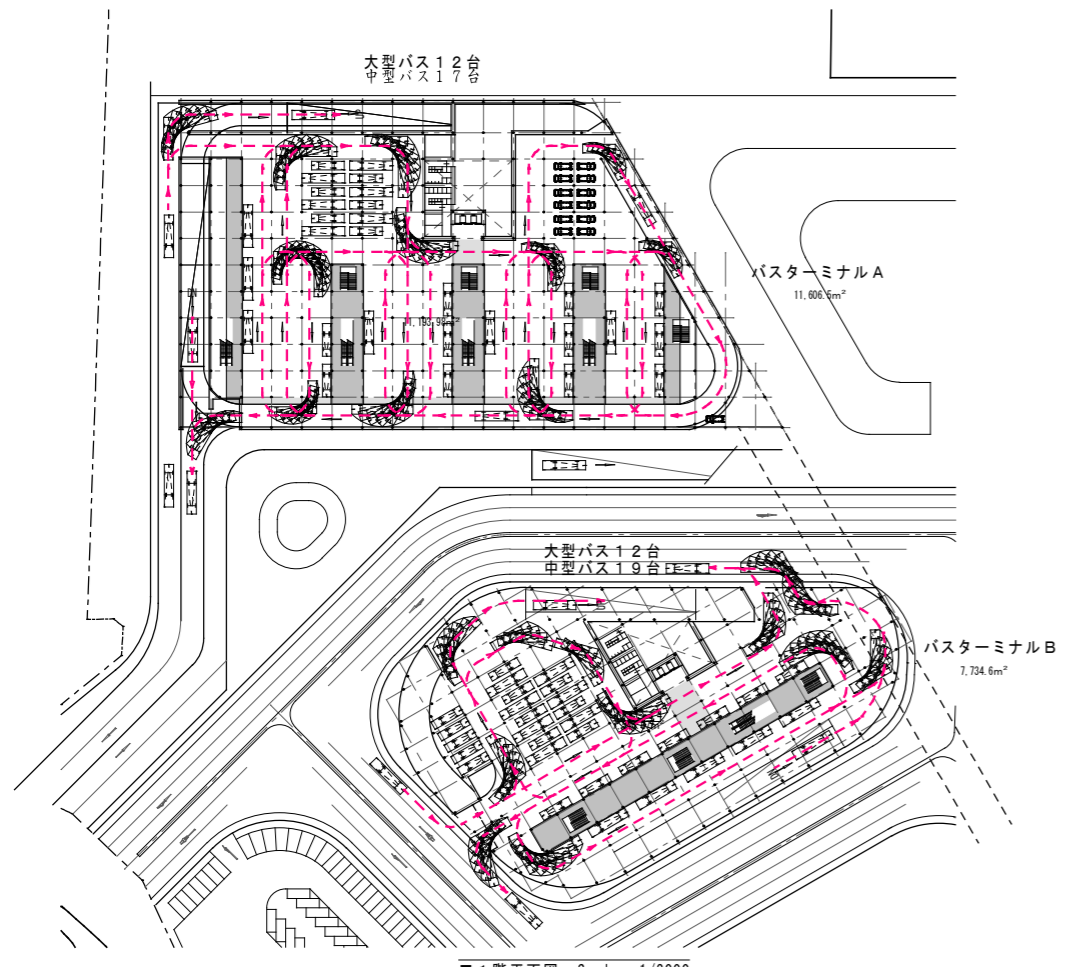 大型バス12台
中型バス17台
バスターミナルA
11,606.5m²
DN
大型バス12台
中型バス19台
バスターミナルB
7,734.6m²